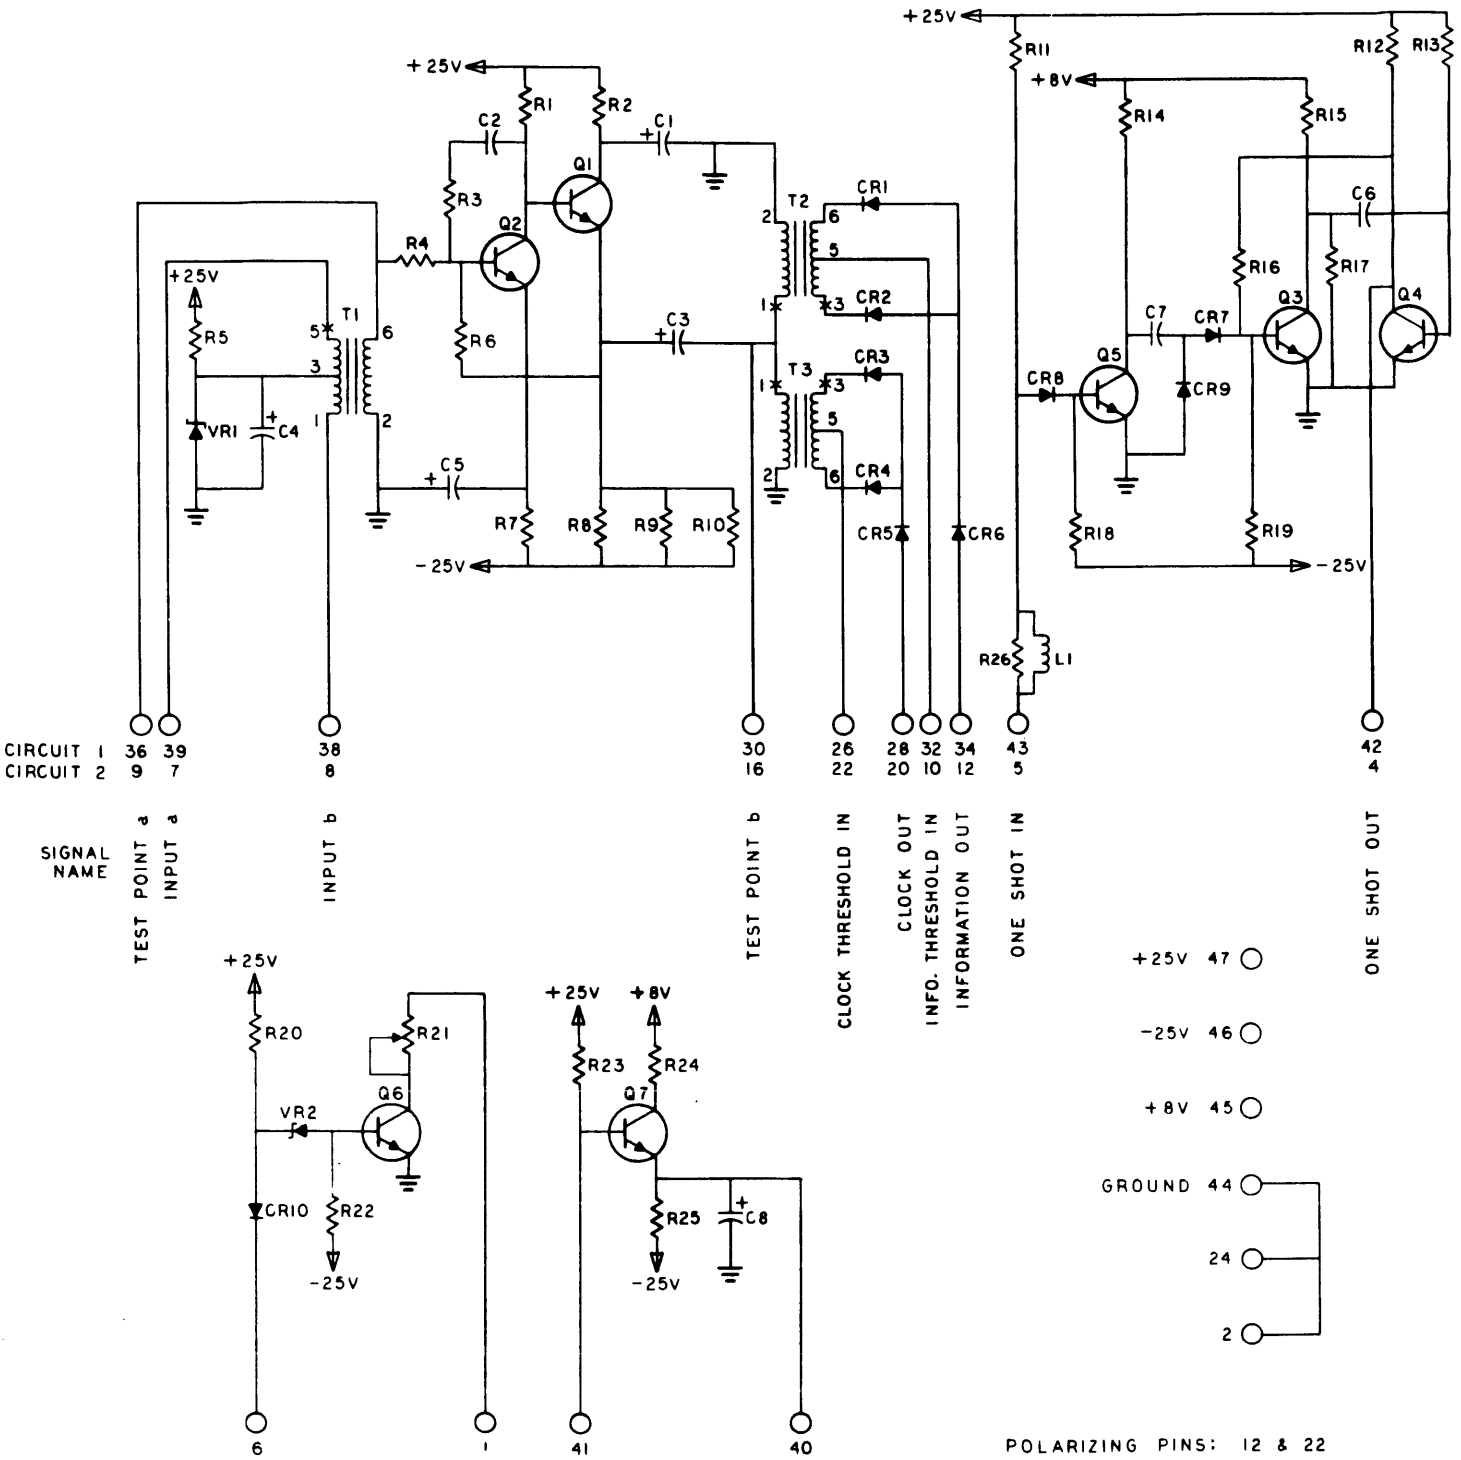 +25V
R11
R12
R13
+25V
R1
R2
+8V
R14
R15
C2
C1
Q1
R3
CR1
C6
T2
2
6
Q2
R4
5
R16
R17
+25V
1
3
CR2
Q3
Q4
R5
5
T1
6
C3
C7
CR7
R6
3
T3
CR3
Q5
1
3
CR8
CR9
VR1
C4
1
2
5
C5
2
6
CR4
R7
R8
R9
R10
CR5
CR6
R18
R19
-25V
-25V
R26
L1
CIRCUIT 1 36 39 38 30 26 28 32 34 43 42
CIRCUIT 2 9 7 8 16 22 20 10 12 5 4
SIGNAL
NAME
TEST POINT a
INPUT a
INPUT b
TEST POINT b
CLOCK THRESHOLD IN
CLOCK OUT
INFO. THRESHOLD IN
INFORMATION OUT
ONE SHOT IN
ONE SHOT OUT
+25V
+25V
+8V
+25V 47
R20
R21
-25V 46
R23
R24
Q6
Q7
VR2
+8V 45
CR10
R22
R25
C8
GROUND 44
-25V
-25V
24
2
6
1
41
40
POLARIZING PINS: 12 & 22